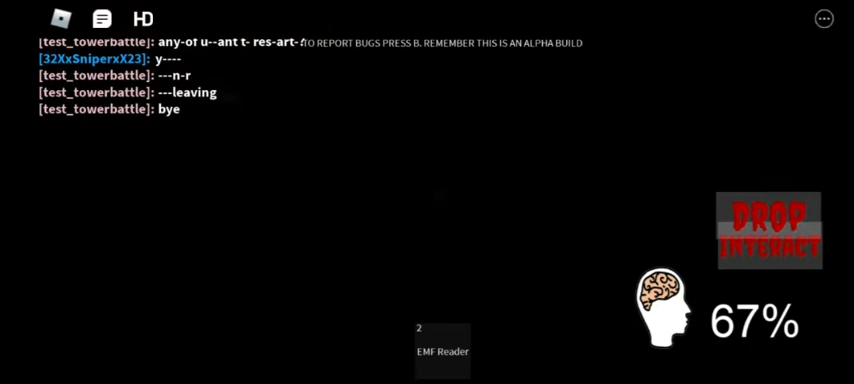 HD
[test_towerbattle]: any-of u--ant t- res-art-?
TO REPORT BUGS PRESS B. REMEMBER THIS IS AN ALPHA BUILD
[32XxSniperxX23]: y----
[test_towerbattle]: ---n-r
[test_towerbattle]: ---leaving
[test_towerbattle]: bye
DROP
INTERACT
67%
2
EMF Reader